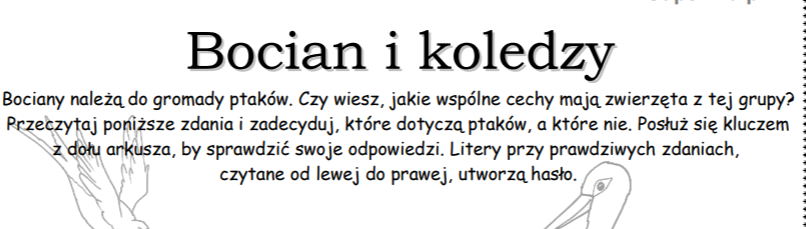 Bocian i koledzy
Bociany należą do gromady ptaków. Czy wiesz, jakie wspólne cechy mają zwierzęta z tej grupy?
Przeczytaj poniższe zdania i zadecyduj, które dotyczą ptaków, a które nie. Posłuż się kluczem
z dołu arkusza, by sprawdzić swoje odpowiedzi. Litery przy prawdziwych zdaniach,
czytane od lewej do prawej, utworzą hasło.